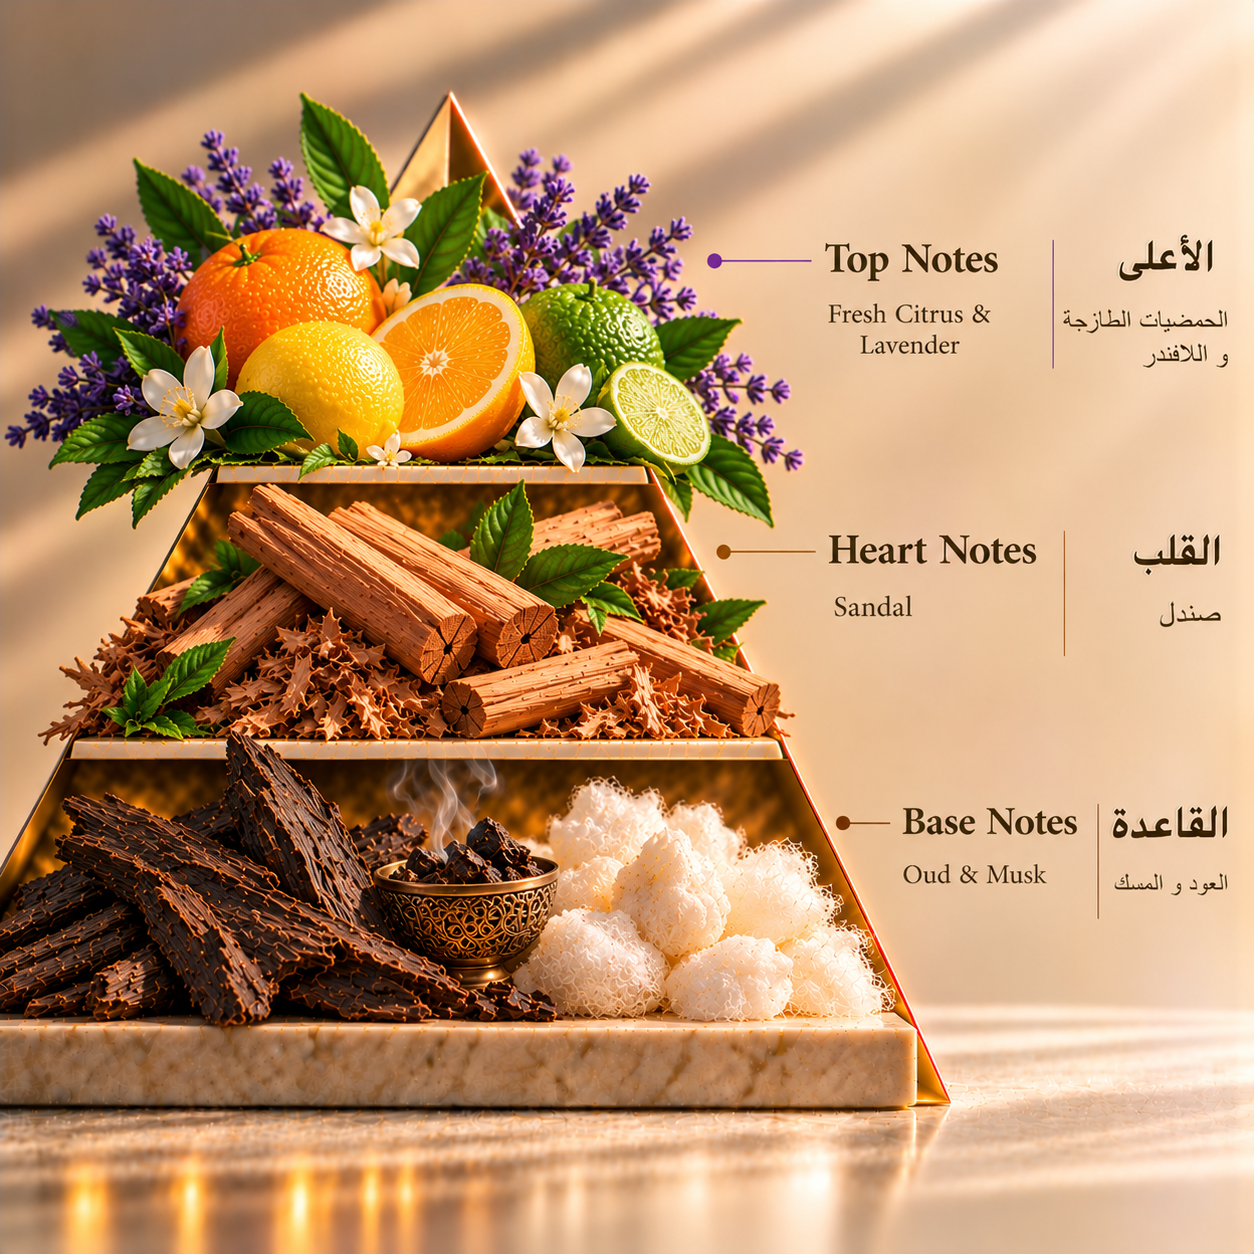 Top Notes
الأعلى
Fresh Citrus &
Lavender
الحمضيات الطازجة
و اللافندر
Heart Notes
القلب
Sandal
صندل
Base Notes
القاعدة
Oud & Musk
العود و المسك